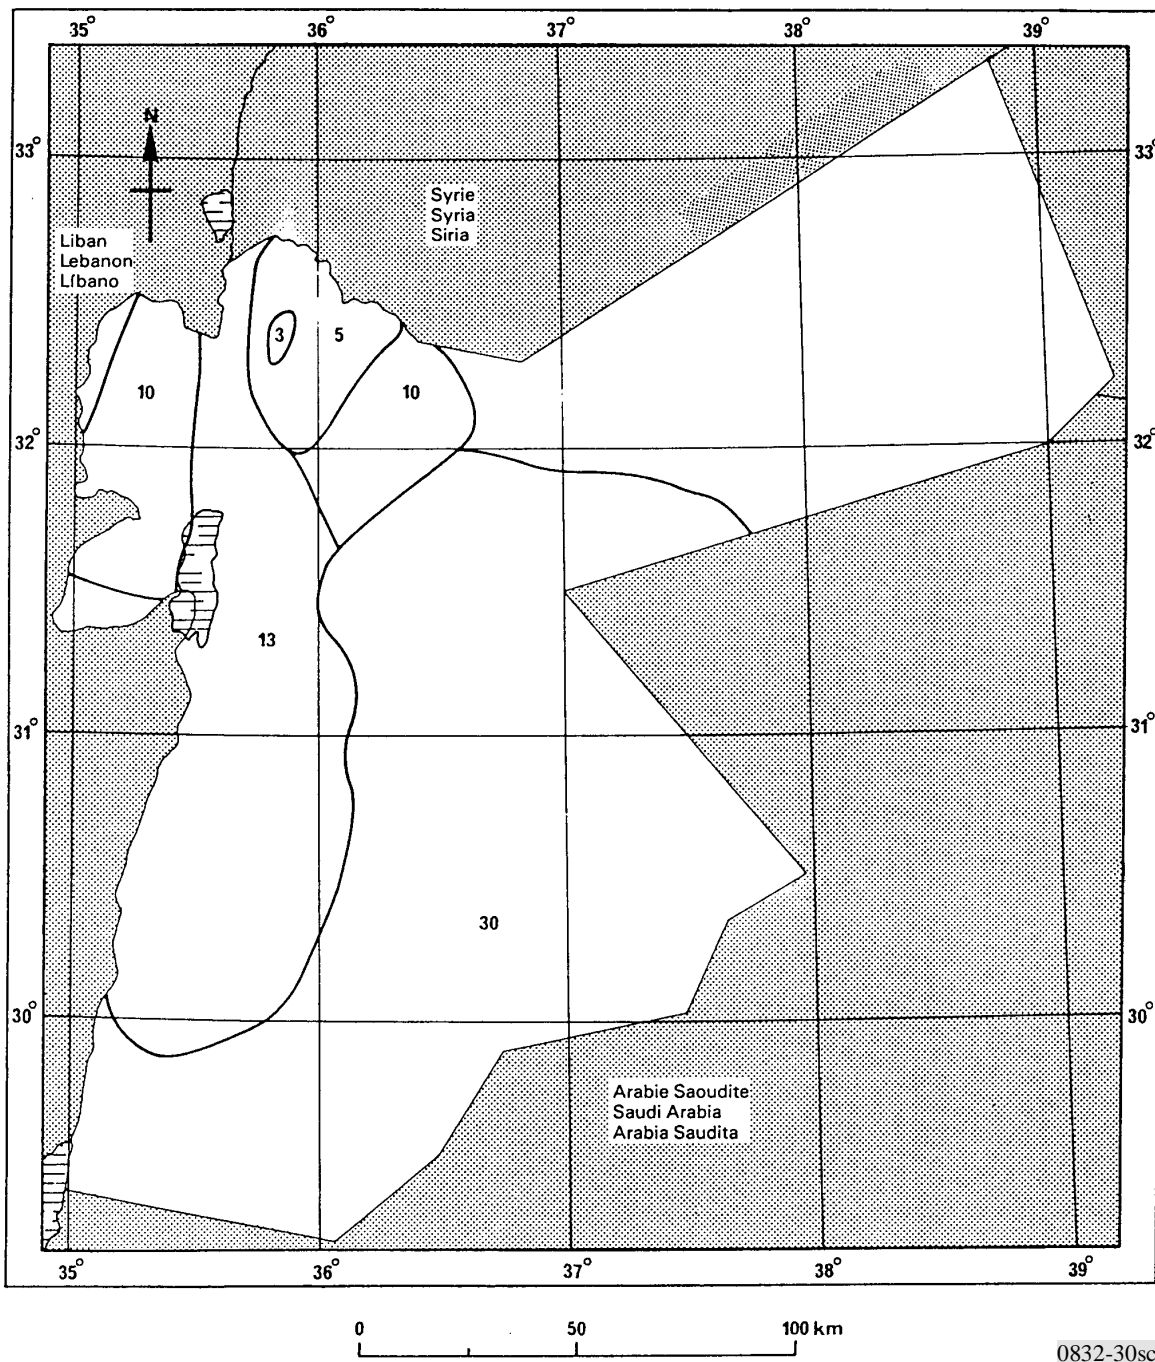 35° 36° 37° 38° 39°
N
33° 33°
Syrie
Syria
Siria
Liban
Lebanon
Líbano
3 5
10 10
32° 32°
13
31° 31°
30
30° 30°
Arabie Saoudite
Saudi Arabia
Arabia Saudita
35° 36° 37° 38° 39°
0 50 100 km
0832-30sc